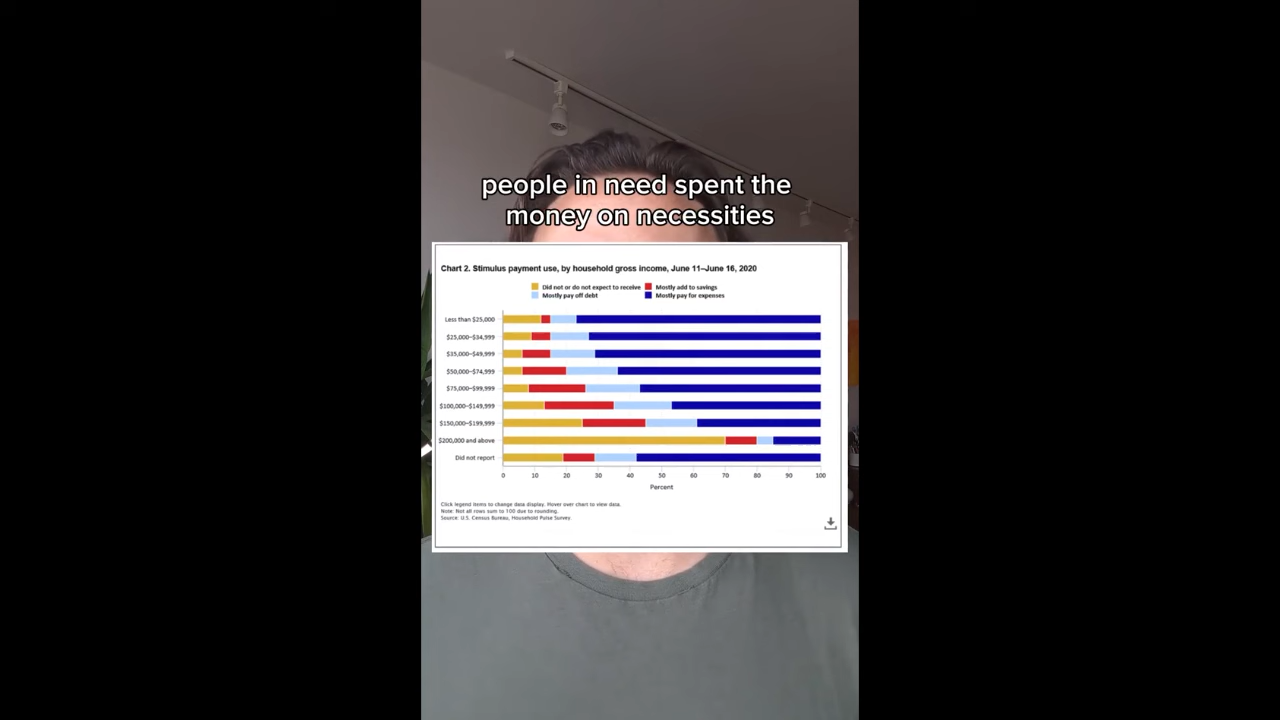 people in need spent the
money on necessities
Chart 2. Stimulus payment use, by household gross income, June 11–June 16, 2020
Did not or do not expect to receive Mostly add to savings
Mostly pay off debt Mostly pay for expenses
Less than $25,000
$25,000–$34,999
$35,000–$49,999
$50,000–$74,999
$75,000–$99,999
$100,000–$149,999
$150,000–$199,999
$200,000 and above
Did not report
0 10 20 30 40 50 60 70 80 90 100
Percent
Click legend items to change data display. Hover over chart to view data.
Note: Not all rows sum to 100 due to rounding.
Source: U.S. Census Bureau, Household Pulse Survey.